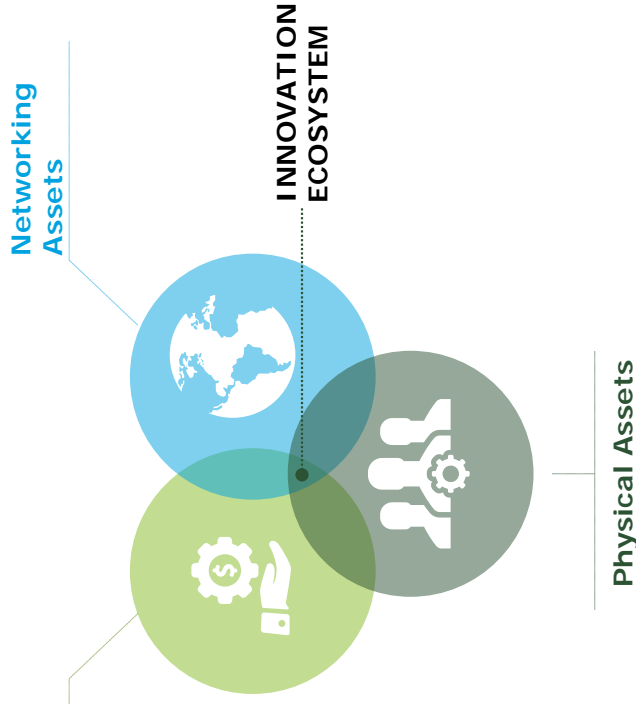 Networking
Assets
INNOVATION
ECOSYSTEM
Physical Assets
$